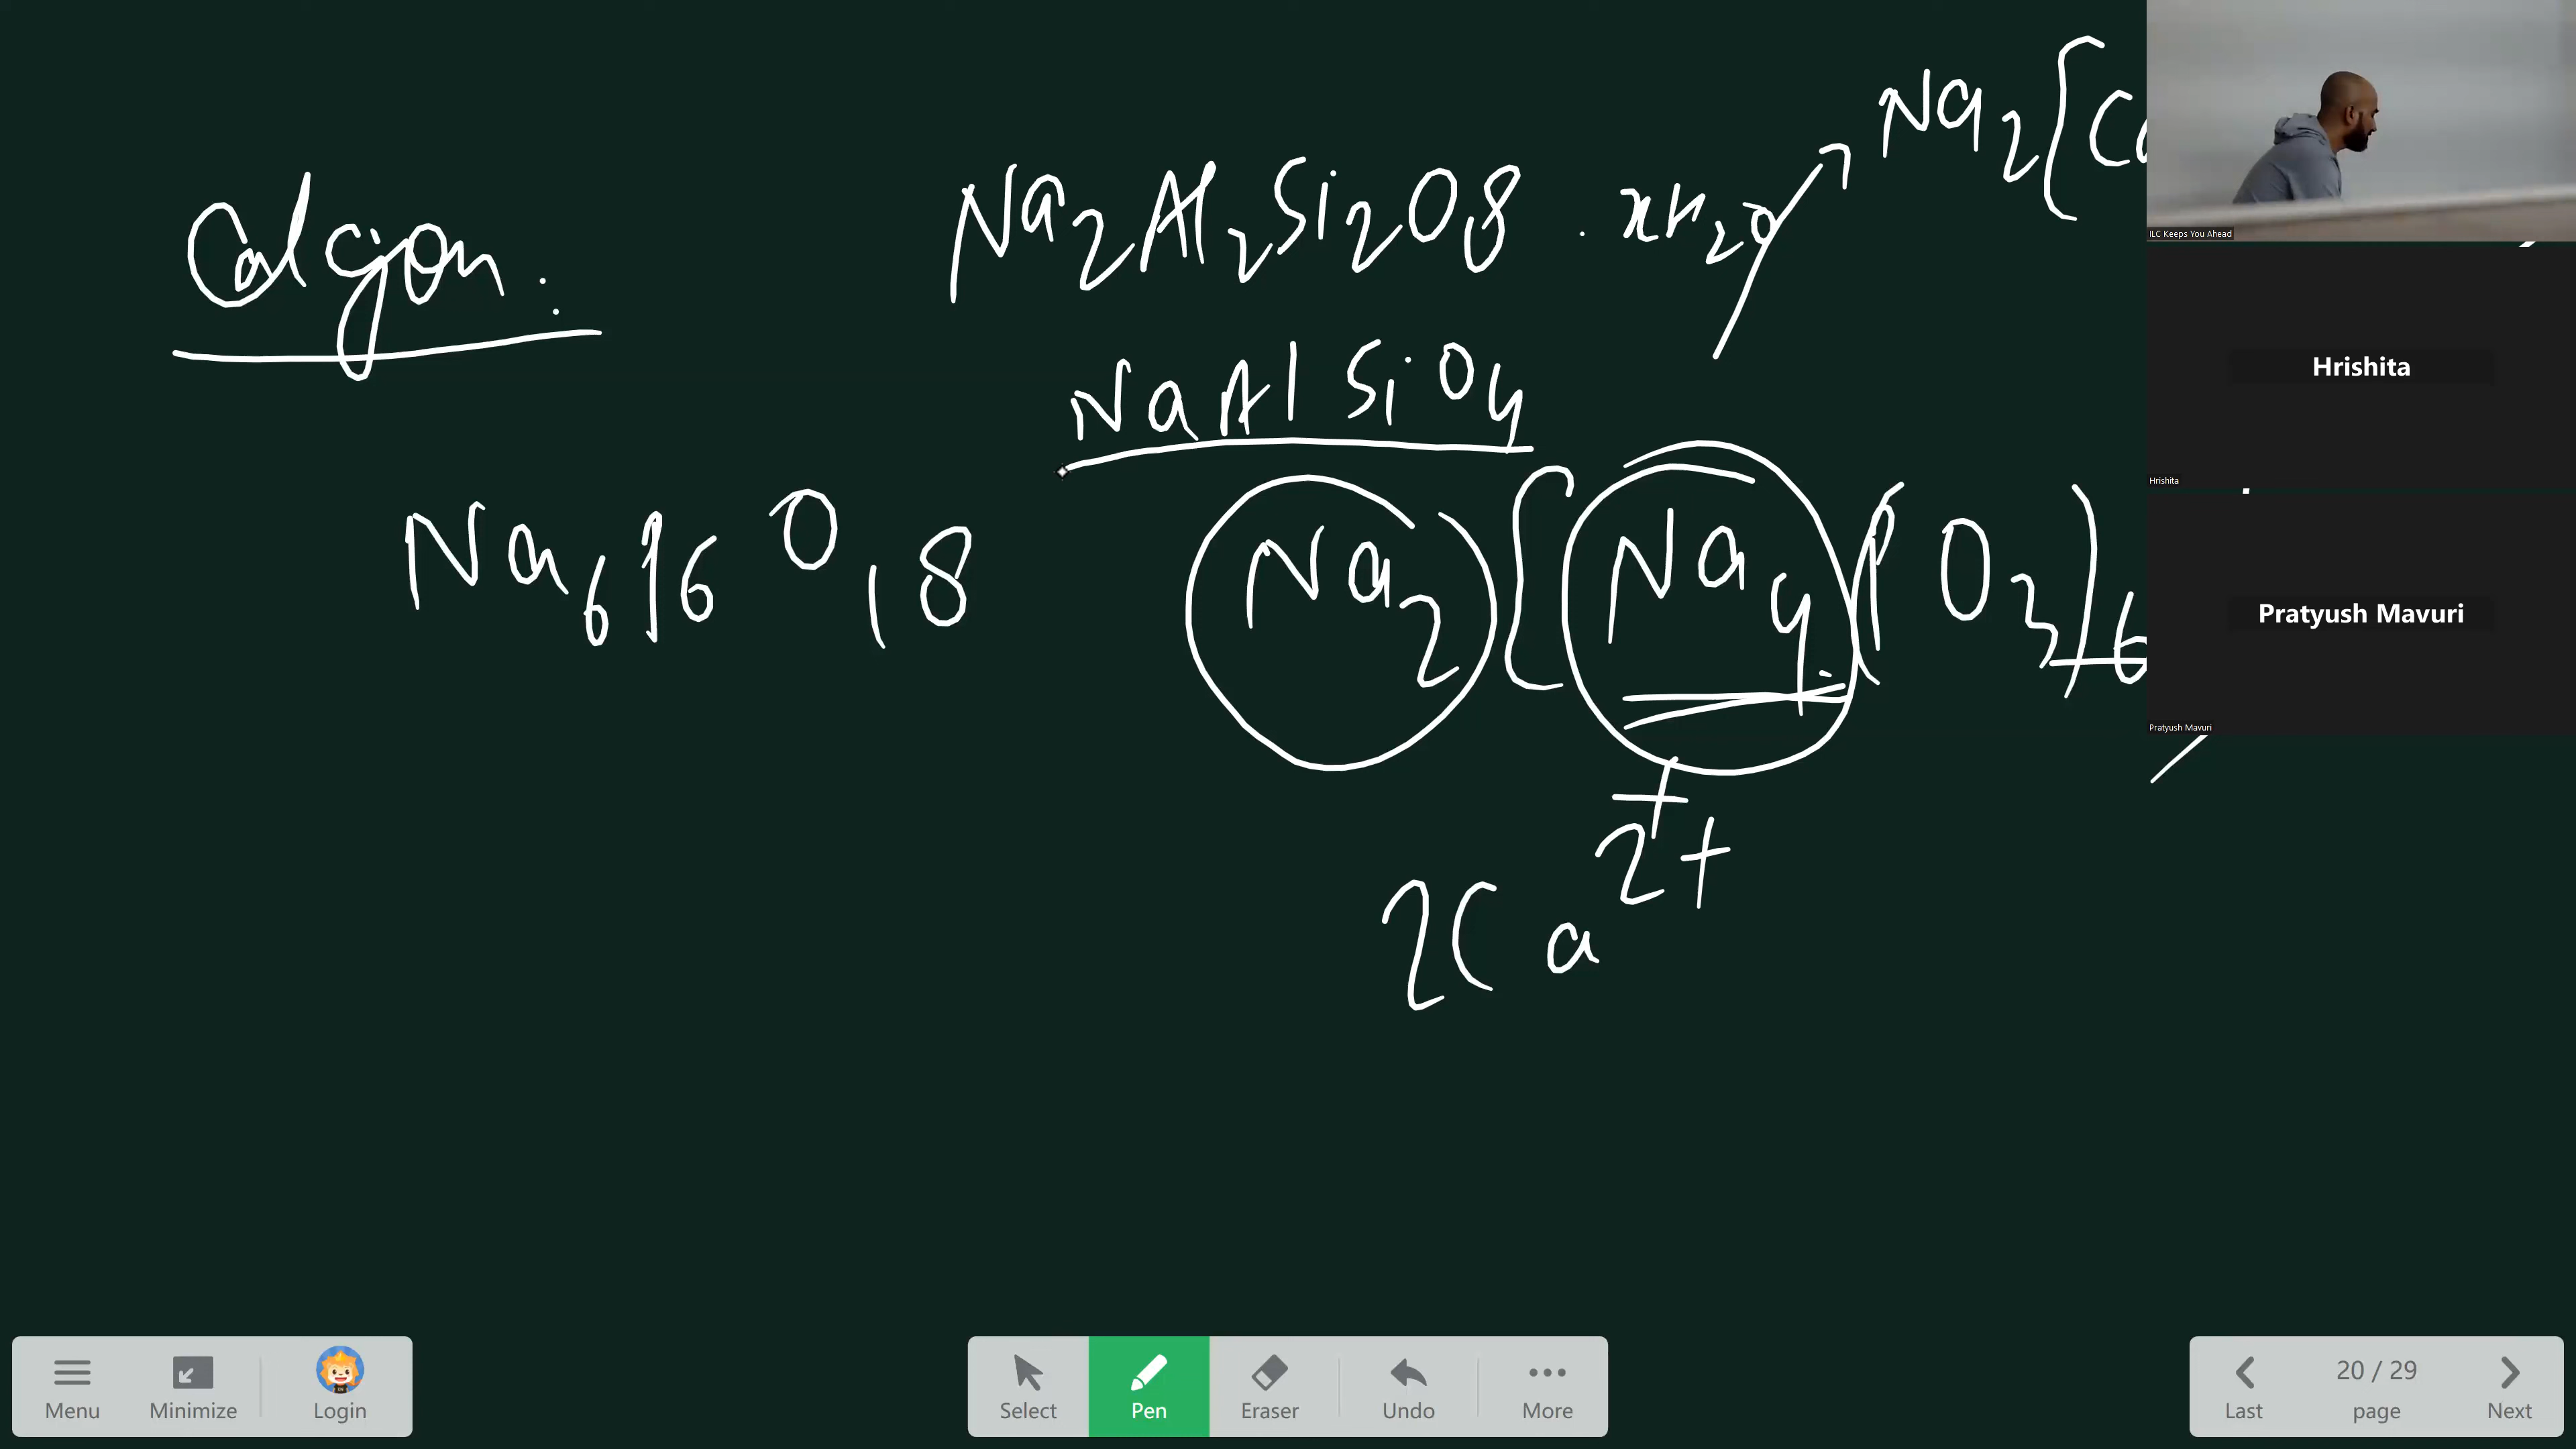 Na2[Ca
Calgon:
Na2Al2Si2O8 . xH2O
NaAlSiO4
Na6P6O18
Na2[Na4(PO3)6
+
2Ca2+
ILC Keeps You Ahead
Hrishita
Hrishita
Pratyush Mavuri
Pratyush Mavuri
Menu
Minimize
Login
Select
Pen
Eraser
Undo
More
Last
20 / 29
page
Next